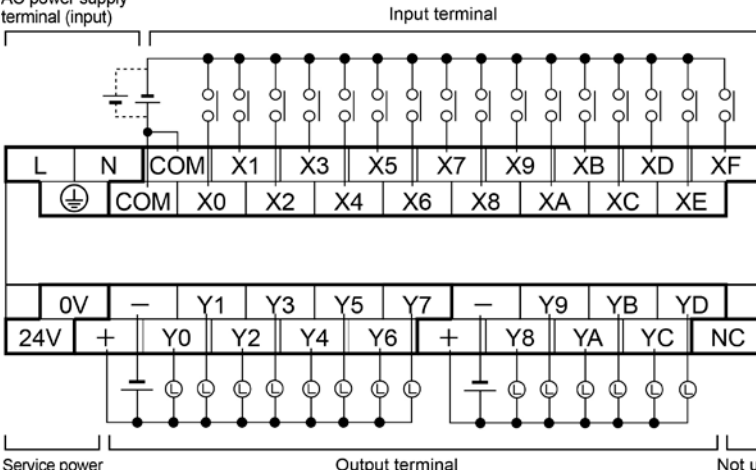 AC power supply
terminal (input)
Input terminal
L N COM X1 X3 X5 X7 X9 XB XD XF
COM X0 X2 X4 X6 X8 XA XC XE
0V − Y1 Y3 Y5 Y7 − Y9 YB YD
24V + Y0 Y2 Y4 Y6 + Y8 YA YC NC
L L L L L L L L L L L L L L
Service power
Output terminal
Not u